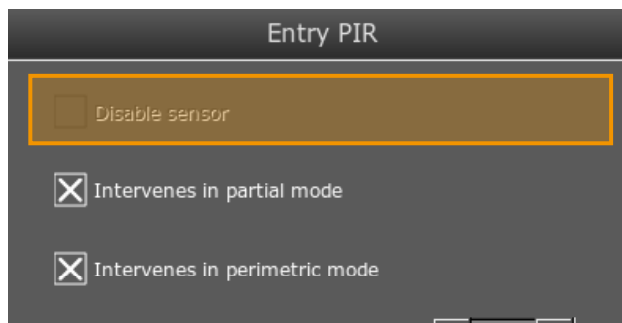 Entry PIR
Disable sensor
Intervenes in partial mode
Intervenes in perimetric mode